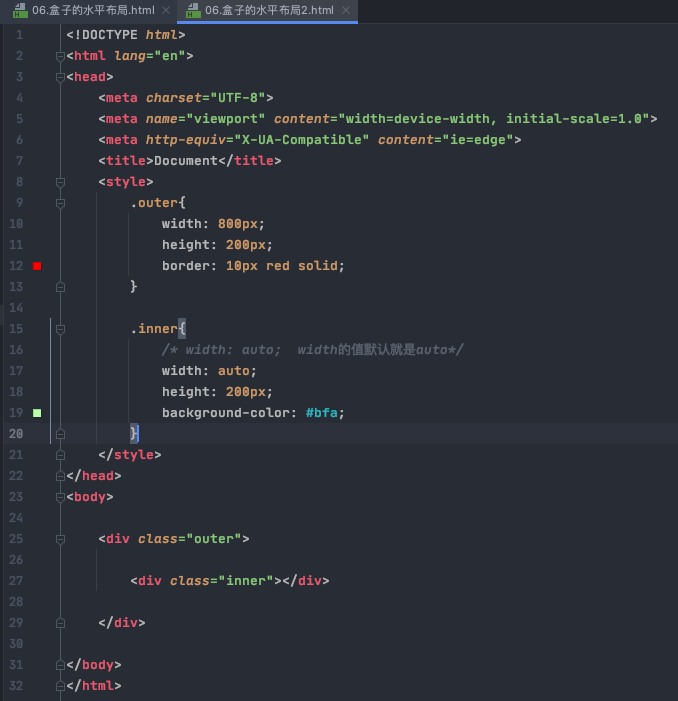 06.盒子的水平布局.html
06.盒子的水平布局2.html
1 <!DOCTYPE html>
2 <html lang="en">
3 <head>
4 <meta charset="UTF-8">
5 <meta name="viewport" content="width=device-width, initial-scale=1.0">
6 <meta http-equiv="X-UA-Compatible" content="ie=edge">
7 <title>Document</title>
8 <style>
9 .outer{
10 width: 800px;
11 height: 200px;
12 border: 10px red solid;
13 }
14
15 .inner{
16 /* width: auto;  width的值默认就是auto*/
17 width: auto;
18 height: 200px;
19 background-color: #bfa;
20 }
21 </style>
22 </head>
23 <body>
24
25 <div class="outer">
26
27 <div class="inner"></div>
28
29 </div>
30
31 </body>
32 </html>